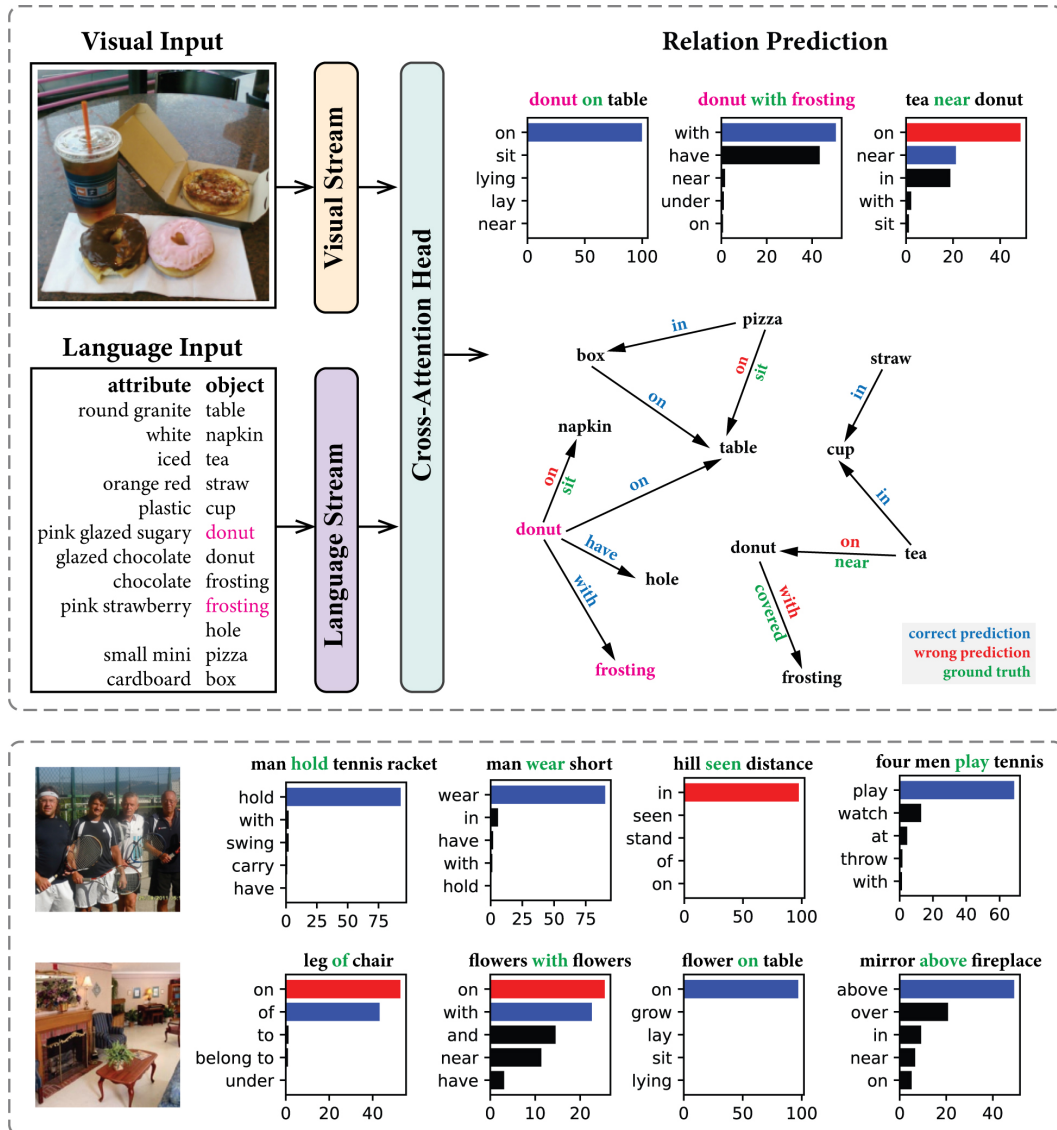 Visual Input
Visual Stream
Language Input
attribute object
round granite table
white napkin
iced tea
orange red straw
plastic cup
pink glazed sugary donut
glazed chocolate donut
chocolate frosting
pink strawberry frosting
hole
small mini pizza
cardboard box
Language Stream
Cross-Attention Head
Relation Prediction
donut on table
on
sit
lying
lay
near
0 50 100
donut with frosting
with
have
near
under
on
0 20 40
tea near donut
on
near
in
with
sit
0 20 40
pizza
in
box
on
sit
straw
on
in
napkin
table
cup
on
sit
on
in
donut
have
hole
donut
on
near
tea
with
covered
with
frosting
frosting
correct prediction
wrong prediction
ground truth
man hold tennis racket
hold
with
swing
carry
have
0 25 50 75
man wear short
wear
in
have
with
hold
0 25 50 75
hill seen distance
in
seen
stand
of
on
0 50 100
four men play tennis
play
watch
at
throw
with
0 20 40 60
leg of chair
on
of
to
belong to
under
0 20 40
flowers with flowers
on
with
and
near
have
0 10 20
flower on table
on
grow
lay
sit
lying
0 50 100
mirror above fireplace
above
over
in
near
on
0 20 40